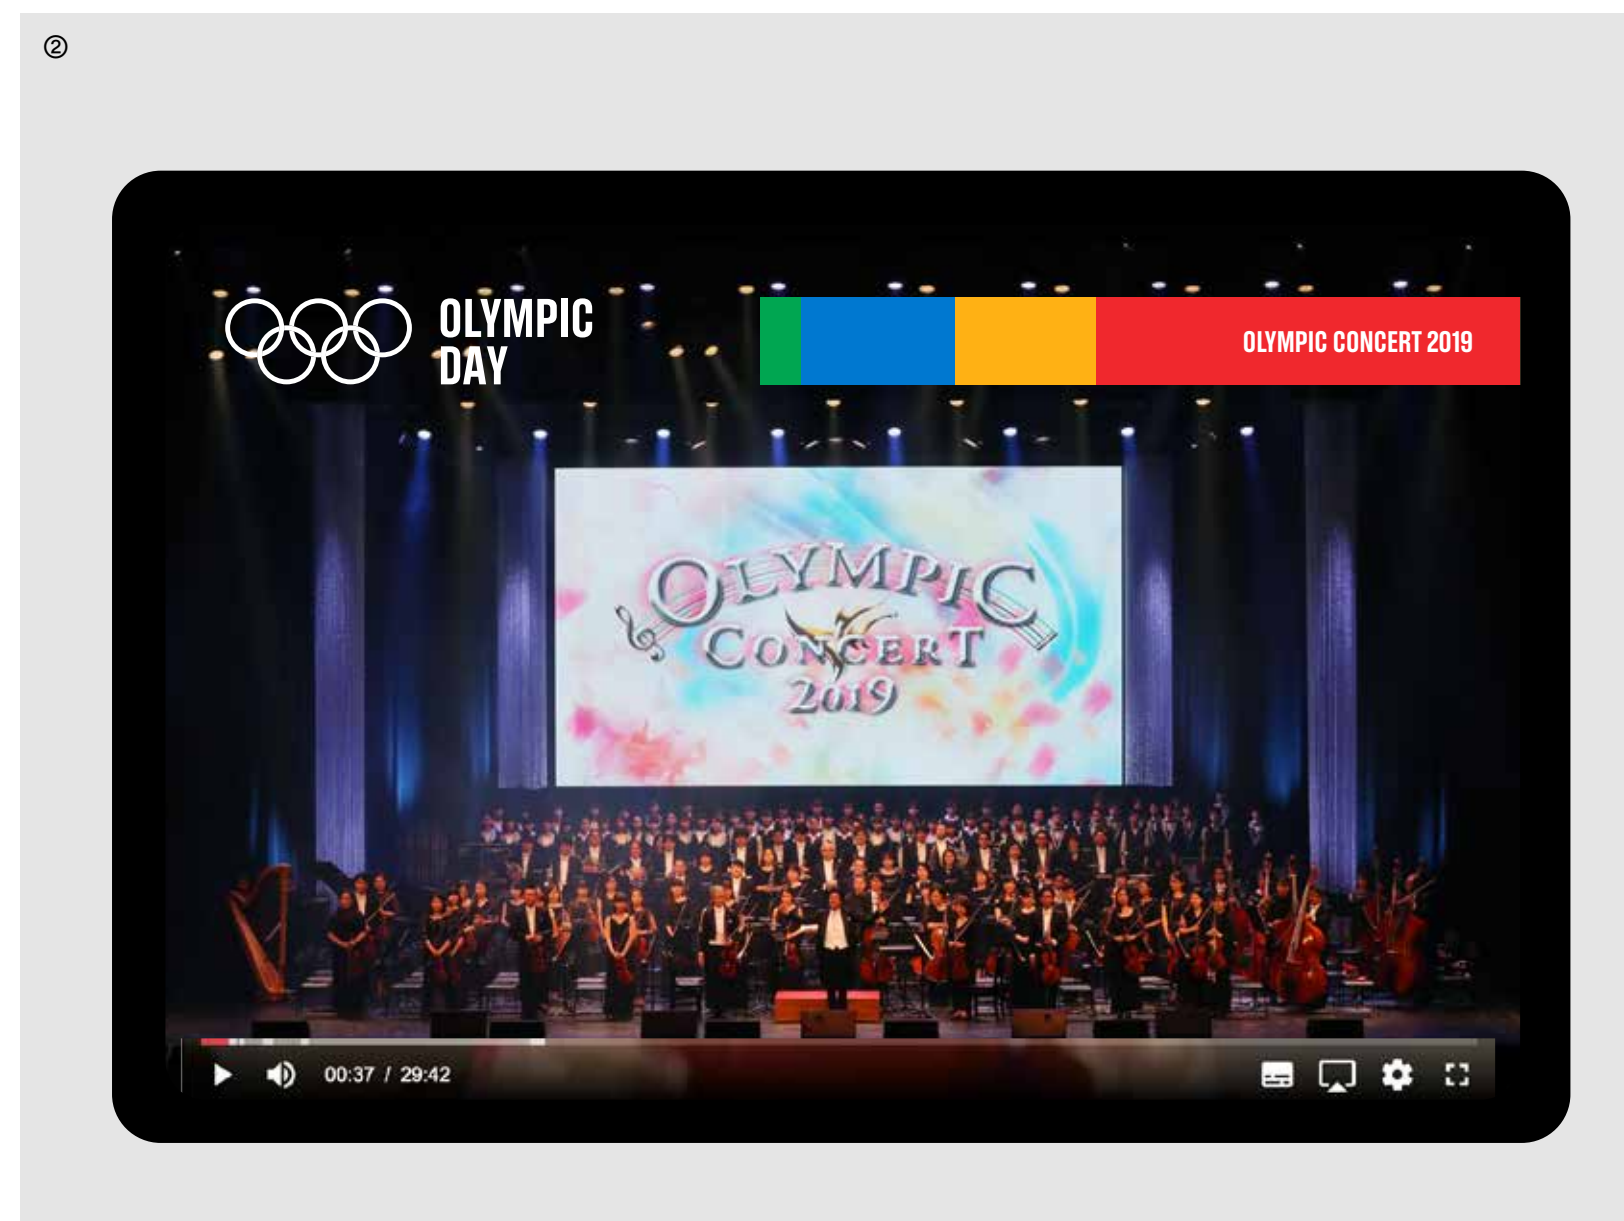 ②
OLYMPIC
DAY
OLYMPIC CONCERT 2019
OLYMPIC
CONCERT
2019
00:37 / 29:42